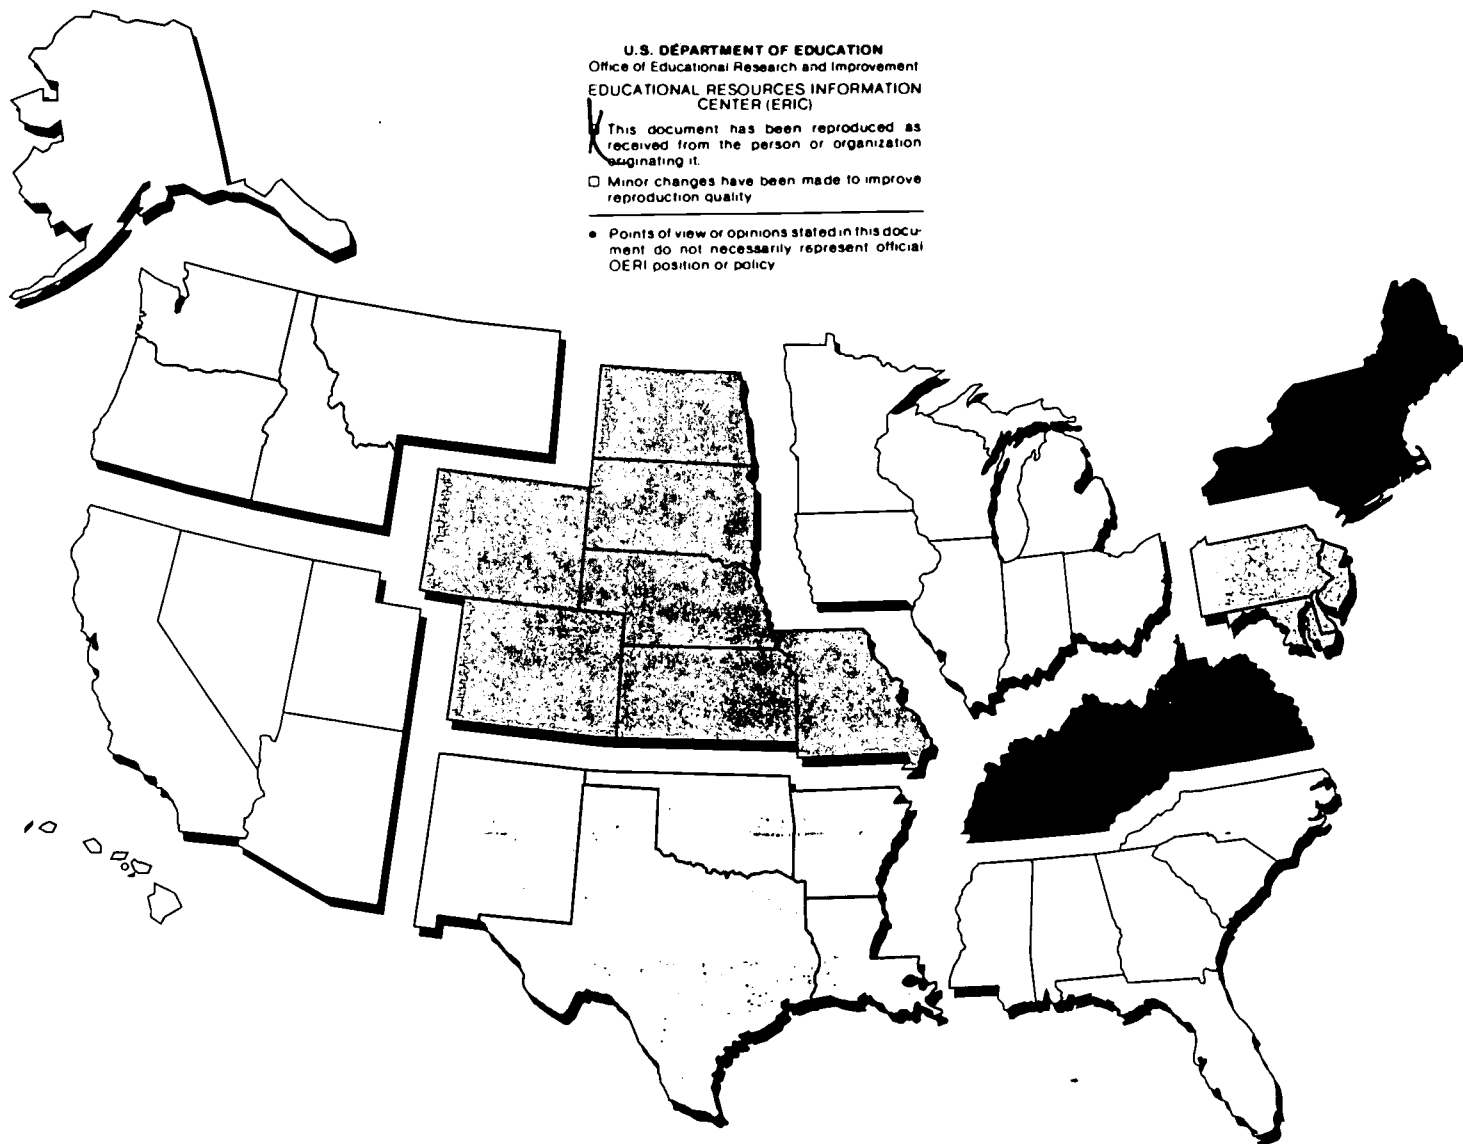 U.S. DEPARTMENT OF EDUCATION
Office of Educational Research and Improvement
EDUCATIONAL RESOURCES INFORMATION
CENTER (ERIC)
This document has been reproduced as
received from the person or organization
originating it.
□ Minor changes have been made to improve
reproduction quality
• Points of view or opinions stated in this docu-
ment do not necessarily represent official
OERI position or policy